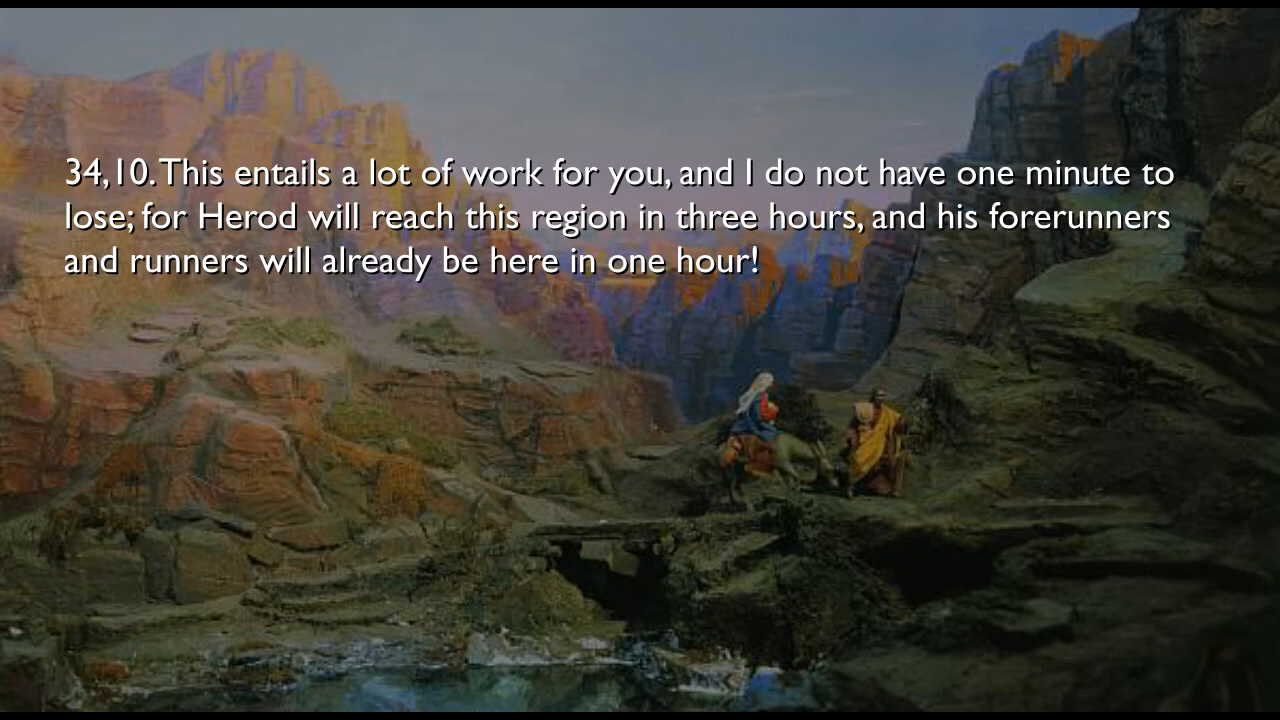 34,10. This entails a lot of work for you, and I do not have one minute to
lose; for Herod will reach this region in three hours, and his forerunners
and runners will already be here in one hour!